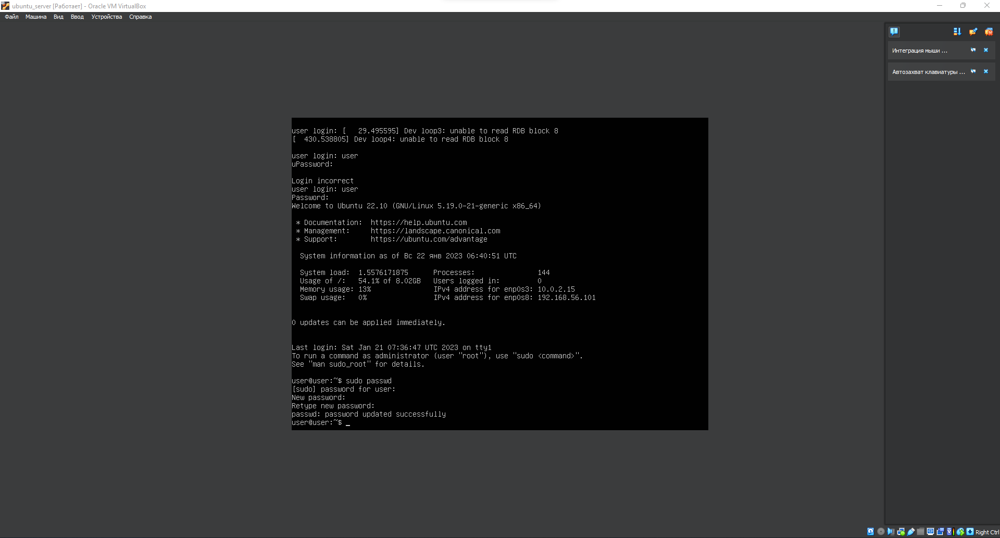 ubuntu_server [Работает] - Oracle VM VirtualBox
Файл Машина Вид Ввод Устройства Справка
Интеграция мыши ...
Автозахват клавиатуры ...
user login: [   29.495595] Dev loop3: unable to read RDB block 8
[  430.538805] Dev loop4: unable to read RDB block 8
user login: user
uPassword:
Login incorrect
user login: user
Password:
Welcome to Ubuntu 22.10 (GNU/Linux 5.19.0-21-generic x86_64)
* Documentation:  https://help.ubuntu.com
* Management:     https://landscape.canonical.com
* Support:        https://ubuntu.com/advantage
System information as of Вс 22 янв 2023 06:40:51 UTC
System load:  1.5576171875      Processes:               144
Usage of /:   54.1% of 8.02GB   Users logged in:         0
Memory usage: 13%               IPv4 address for enp0s3: 10.0.2.15
Swap usage:   0%                IPv4 address for enp0s8: 192.168.56.101
0 updates can be applied immediately.
Last login: Sat Jan 21 07:36:47 UTC 2023 on tty1
To run a command as administrator (user "root"), use "sudo <command>".
See "man sudo_root" for details.
user@user:~$ sudo passwd
[sudo] password for user:
New password:
Retype new password:
passwd: password updated successfully
user@user:~$ _
Right Ctrl